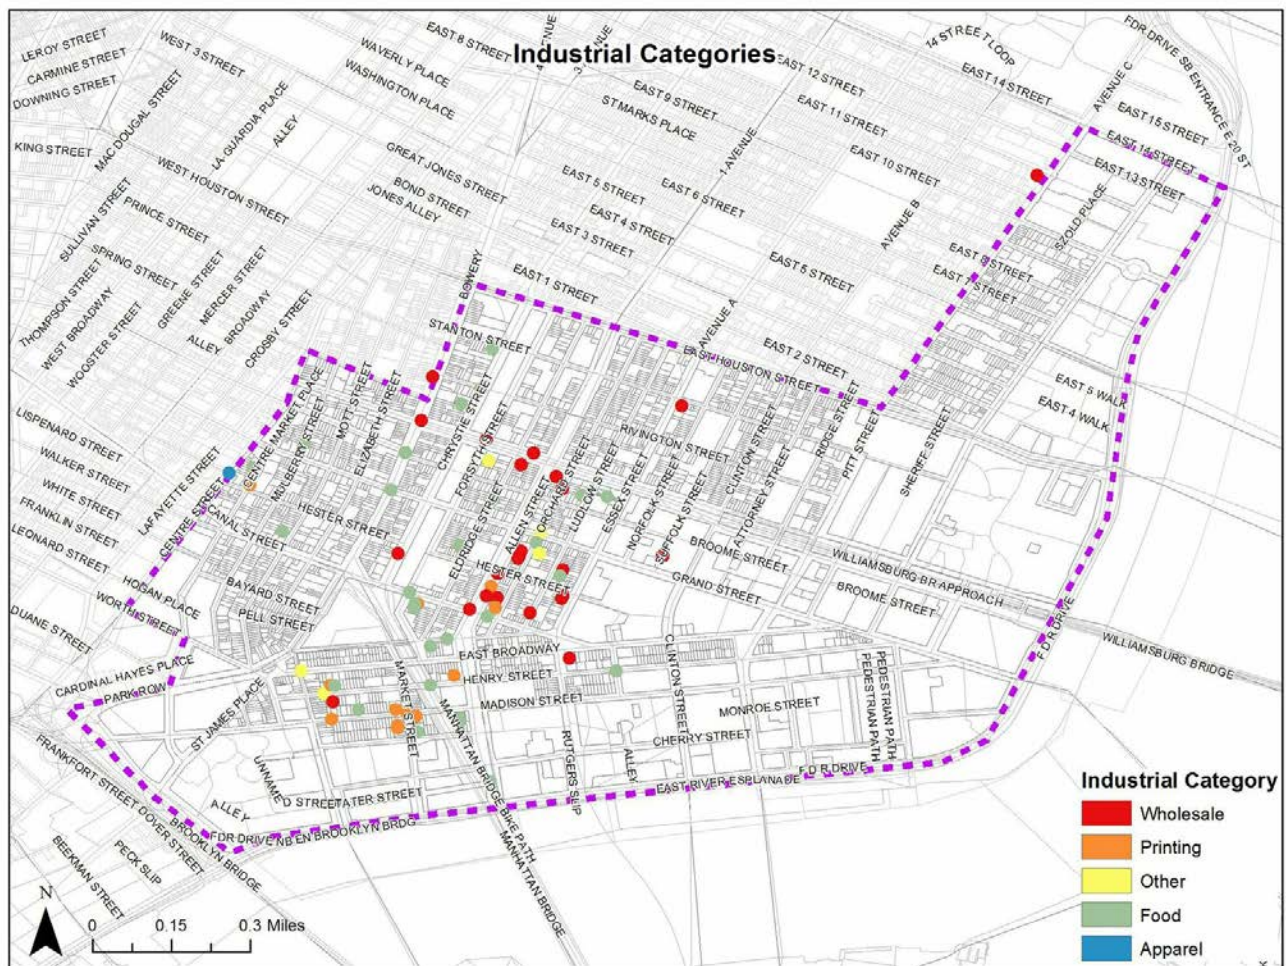 Industrial Categories
LEROY STREET
CARMINE STREET
DOWNING STREET
KING STREET
WEST 3 STREET
MAC DOUGAL STREET
LA GUARDIA PLACE
ALLEY
WAVERLY PLACE
WASHINGTON PLACE
EAST 8 STREET
4 AVENUE
3 AVENUE
EAST 9 STREET
ST MARKS PLACE
EAST 12 STREET
EAST 11 STREET
EAST 10 STREET
14 STREET LOOP
EAST 14 STREET
AVENUE C
FDR DRIVE SB ENTRANCE E 20 ST
EAST 15 STREET
EAST 14 STREET
EAST 13 STREET
SZOLD PLACE
1 AVENUE
AVENUE B
GREAT JONES STREET
BOND STREET
JONES ALLEY
EAST 5 STREET
EAST 6 STREET
EAST 4 STREET
EAST 3 STREET
EAST 5 STREET
EAST 8 STREET
EAST 7 STREET
WEST HOUSTON STREET
PRINCE STREET
SULLIVAN STREET
SPRING STREET
THOMPSON STREET
WEST BROADWAY
WOOSTER STREET
GREENE STREET
MERCER STREET
BROADWAY
ALLEY
CROSBY STREET
BOWERY
EAST 1 STREET
STANTON STREET
AVENUE A
EAST HOUSTON STREET
EAST 2 STREET
EAST 5 WALK
EAST 4 WALK
LISPENARD STREET
WALKER STREET
WHITE STREET
FRANKLIN STREET
LEONARD STREET
LAFAYETTE STREET
CENTRE STREET
CENTRE MARKET PLACE
MULBERRY STREET
MOTT STREET
ELIZABETH STREET
CHRYSTIE STREET
FORSYTH STREET
ELDRIDGE STREET
ALLEN STREET
ORCHARD STREET
LUDLOW STREET
ESSEX STREET
NORFOLK STREET
SUFFOLK STREET
CLINTON STREET
ATTORNEY STREET
RIDGE STREET
PITT STREET
SHERIFF STREET
RIVINGTON STREET
HESTER STREET
CANAL STREET
HESTER STREET
BROOME STREET
GRAND STREET
WILLIAMSBURG BR APPROACH
BROOME STREET
F D R DRIVE
WILLIAMSBURG BRIDGE
BAYARD STREET
PELL STREET
HOGAN PLACE
WORTH STREET
DUANE STREET
CARDINAL HAYES PLACE
PARK ROW
ST JAMES PLACE
EAST BROADWAY
HENRY STREET
MADISON STREET
MARKET STREET
MANHATTAN BRIDGE BIKE PATH
MANHATTAN BRIDGE
CLINTON STREET
MONROE STREET
CHERRY STREET
RUTGERS SLIP
ALLEY
PEDESTRIAN PATH
PEDESTRIAN PATH
F D R DRIVE
EAST RIVER ESPLANADE
UNNAME
D STREET
ATER STREET
ALLEY
FDR DRIVE NB EN BROOKLYN BRDG
FRANKFORT STREET
DOVER STREET
BROOKLYN BRIDGE
PECK SLIP
BEEKMAN STREET
N
0 0.15 0.3 Miles
Industrial Category
Wholesale
Printing
Other
Food
Apparel